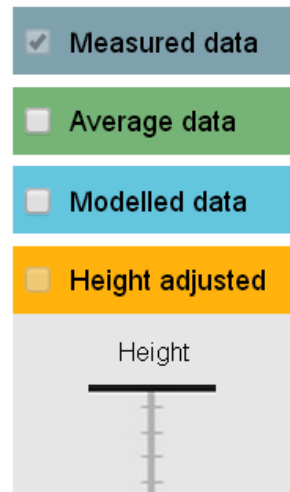 Measured data
Average data
Modelled data
Height adjusted
Height